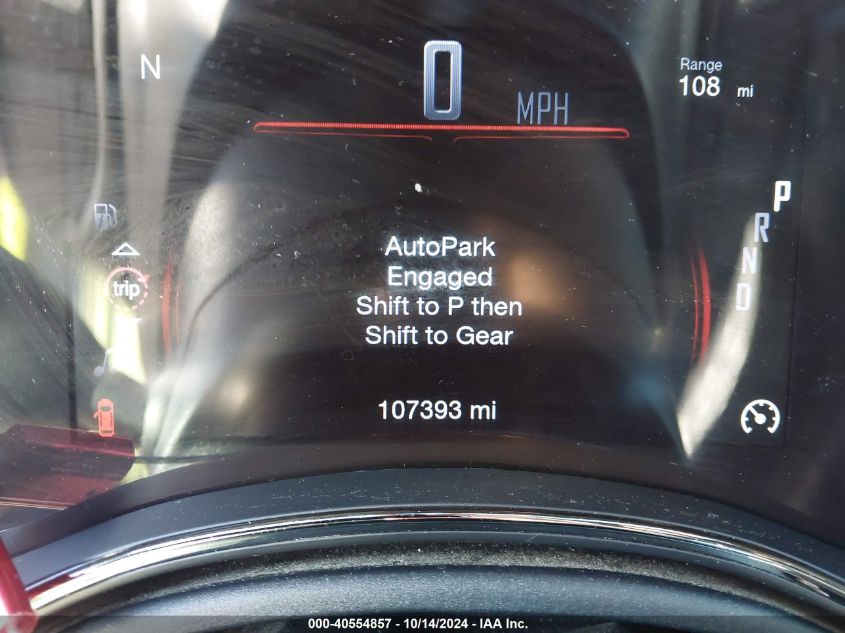 N
0
MPH
Range
108 mi
P
R
N
D
trip
AutoPark
Engaged
Shift to P then
Shift to Gear
107393 mi
000-40554857 - 10/14/2024 - IAA Inc.